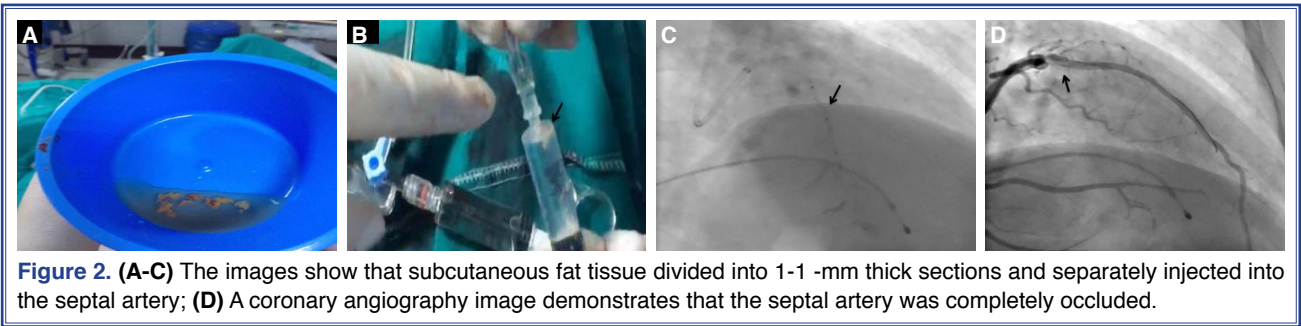 A
B
C
D
Figure 2. (A-C) The images show that subcutaneous fat tissue divided into 1-1 -mm thick sections and separately injected into
the septal artery; (D) A coronary angiography image demonstrates that the septal artery was completely occluded.